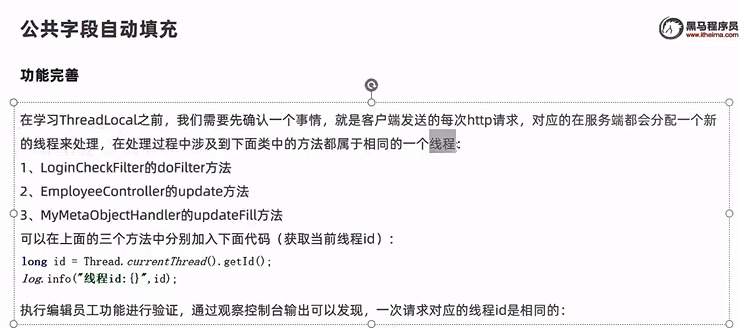 公共字段自动填充
黑马程序员
www.itheima.com
功能完善
在学习ThreadLocal之前，我们需要先确认一个事情，就是客户端发送的每次http请求，对应的在服务端都会分配一个新
的线程来处理，在处理过程中涉及到下面类中的方法都属于相同的一个线程：
1、LoginCheckFilter的doFilter方法
2、EmployeeController的update方法
3、MyMetaObjectHandler的updateFill方法
可以在上面的三个方法中分别加入下面代码（获取当前线程id）：
long id = Thread.currentThread().getId();
log.info("线程id:{}",id);
执行编辑员工功能进行验证，通过观察控制台输出可以发现，一次请求对应的线程id是相同的：